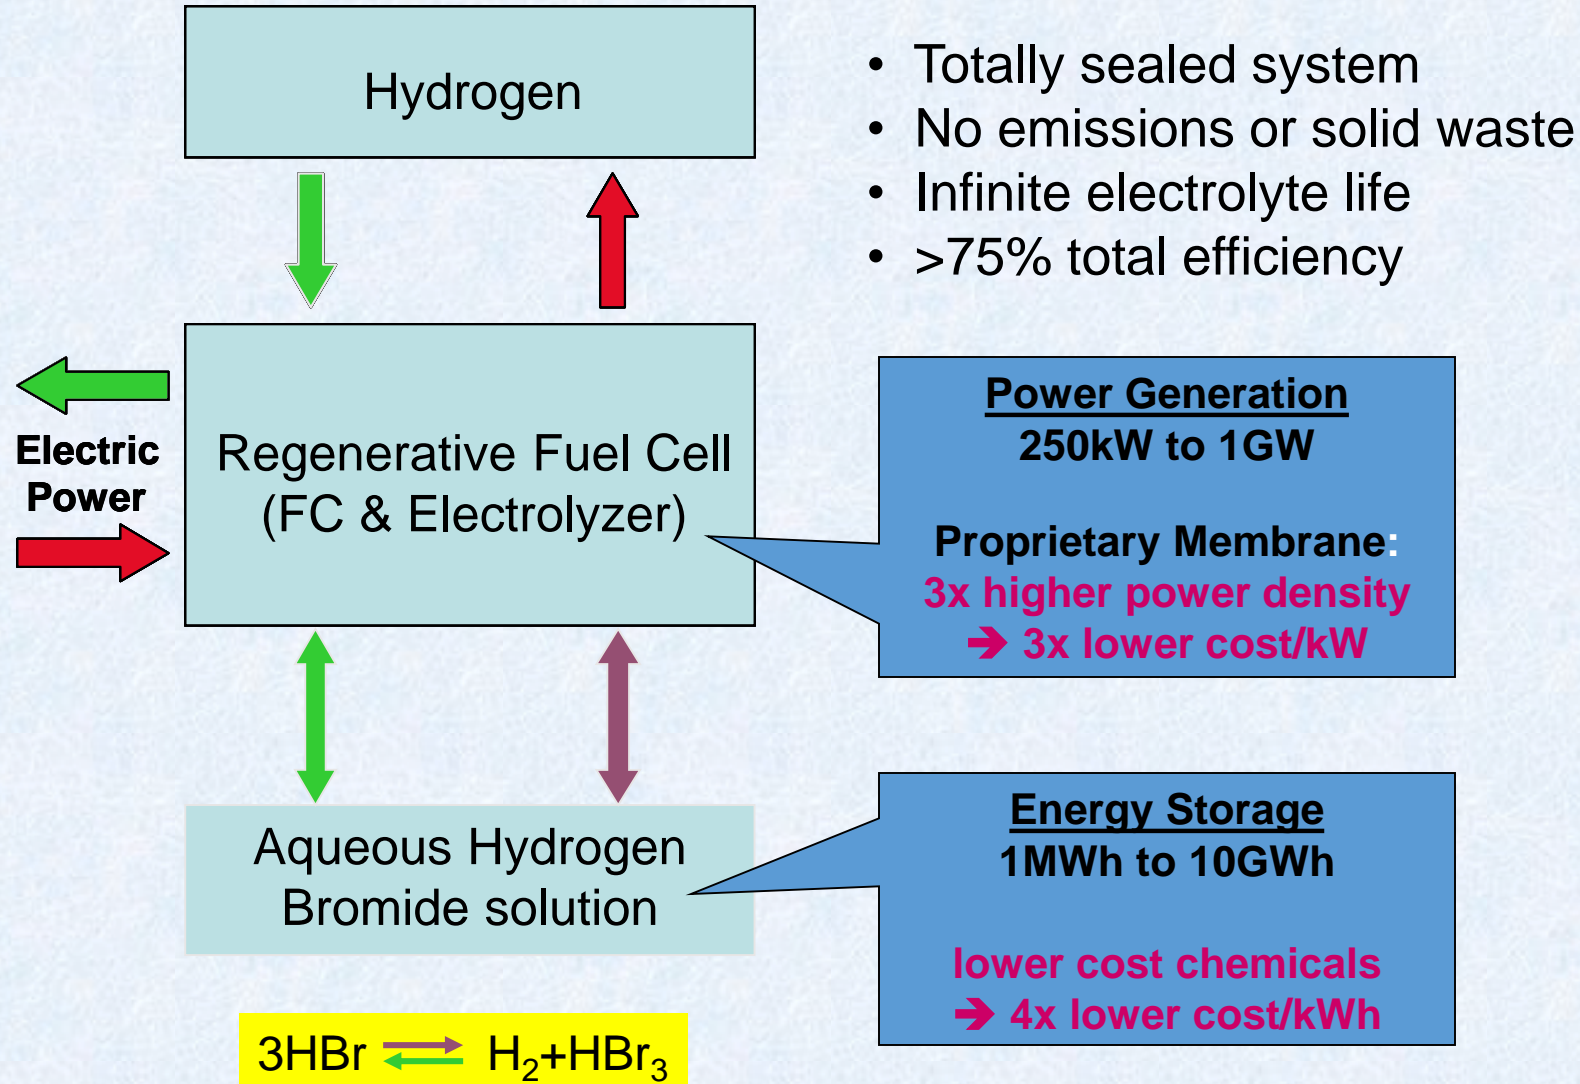 Hydrogen
• Totally sealed system
• No emissions or solid waste
• Infinite electrolyte life
• >75% total efficiency
Electric
Power
Regenerative Fuel Cell
(FC & Electrolyzer)
Power Generation
250kW to 1GW
Proprietary Membrane:
3x higher power density
➔ 3x lower cost/kW
Aqueous Hydrogen
Bromide solution
Energy Storage
1MWh to 10GWh
lower cost chemicals
➔ 4x lower cost/kWh
3HBr ⇌ H₂+HBr₃